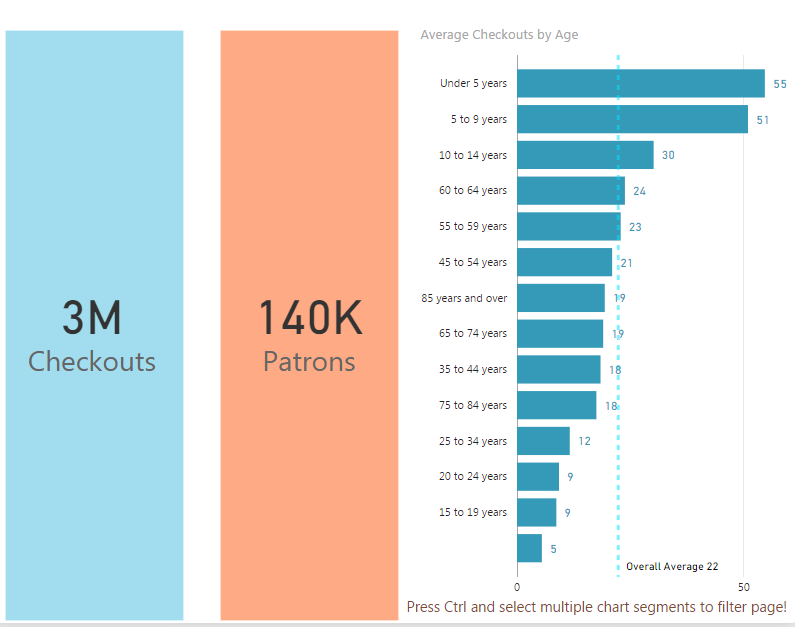 Average Checkouts by Age
3M
Checkouts
140K
Patrons
Under 5 years 55
5 to 9 years 51
10 to 14 years 30
60 to 64 years 24
55 to 59 years 23
45 to 54 years 21
85 years and over 19
65 to 74 years 19
35 to 44 years 18
75 to 84 years 18
25 to 34 years 12
20 to 24 years 9
15 to 19 years 9
5
Overall Average 22
0 50
Press Ctrl and select multiple chart segments to filter page!